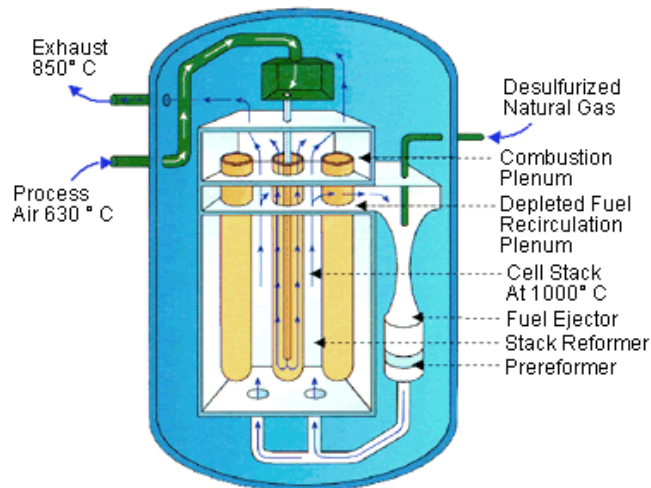 Exhaust
850° C
Process
Air 630 ° C
Desulfurized
Natural Gas
Combustion
Plenum
Depleted Fuel
Recirculation
Plenum
Cell Stack
At 1000° C
Fuel Ejector
Stack Reformer
Prereformer